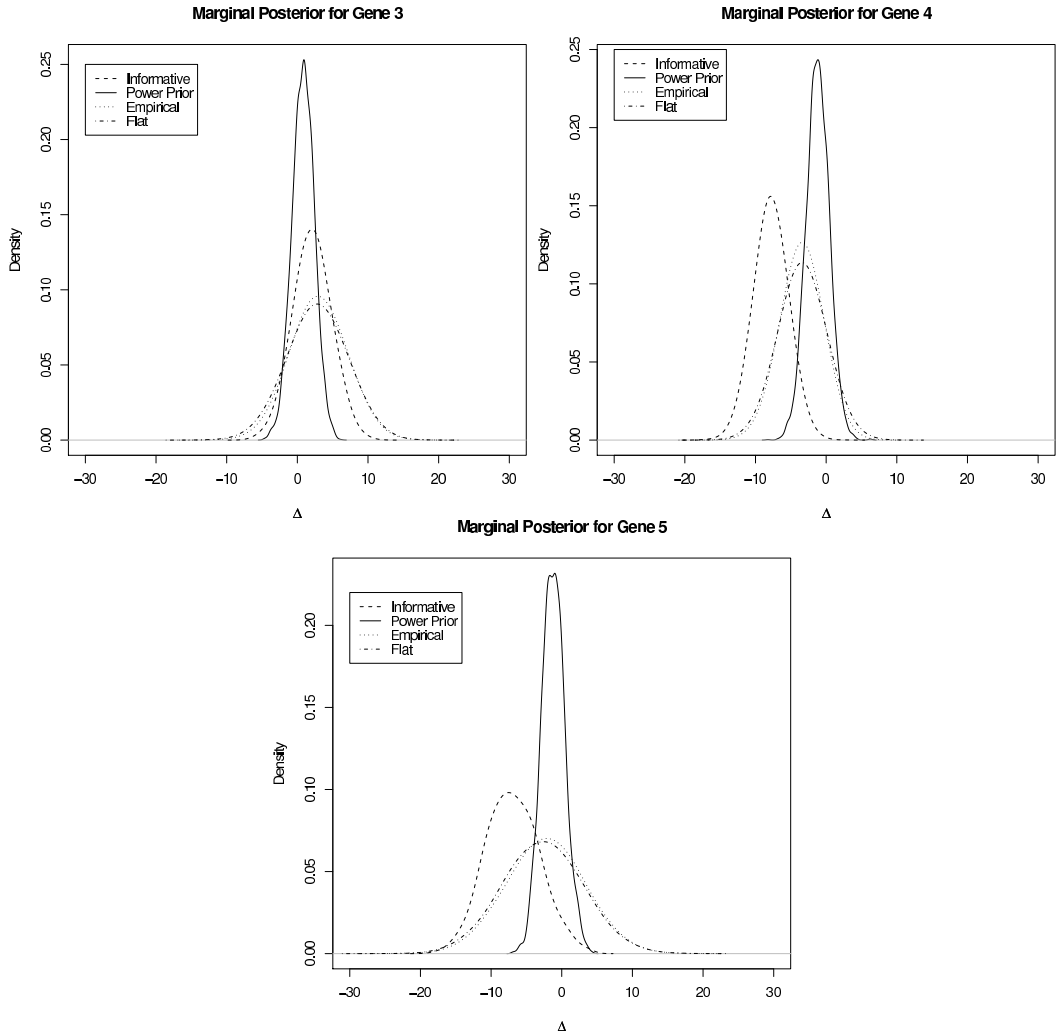 Marginal Posterior for Gene 3
Informative
Power Prior
Empirical
Flat
Density
0.00
0.05
0.10
0.15
0.20
0.25
−30
−20
−10
0
10
20
30
Δ
Marginal Posterior for Gene 4
Informative
Power Prior
Empirical
Flat
Density
0.00
0.05
0.10
0.15
0.20
0.25
−30
−20
−10
0
10
20
30
Δ
Marginal Posterior for Gene 5
Informative
Power Prior
Empirical
Flat
Density
0.00
0.05
0.10
0.15
0.20
−30
−20
−10
0
10
20
30
Δ